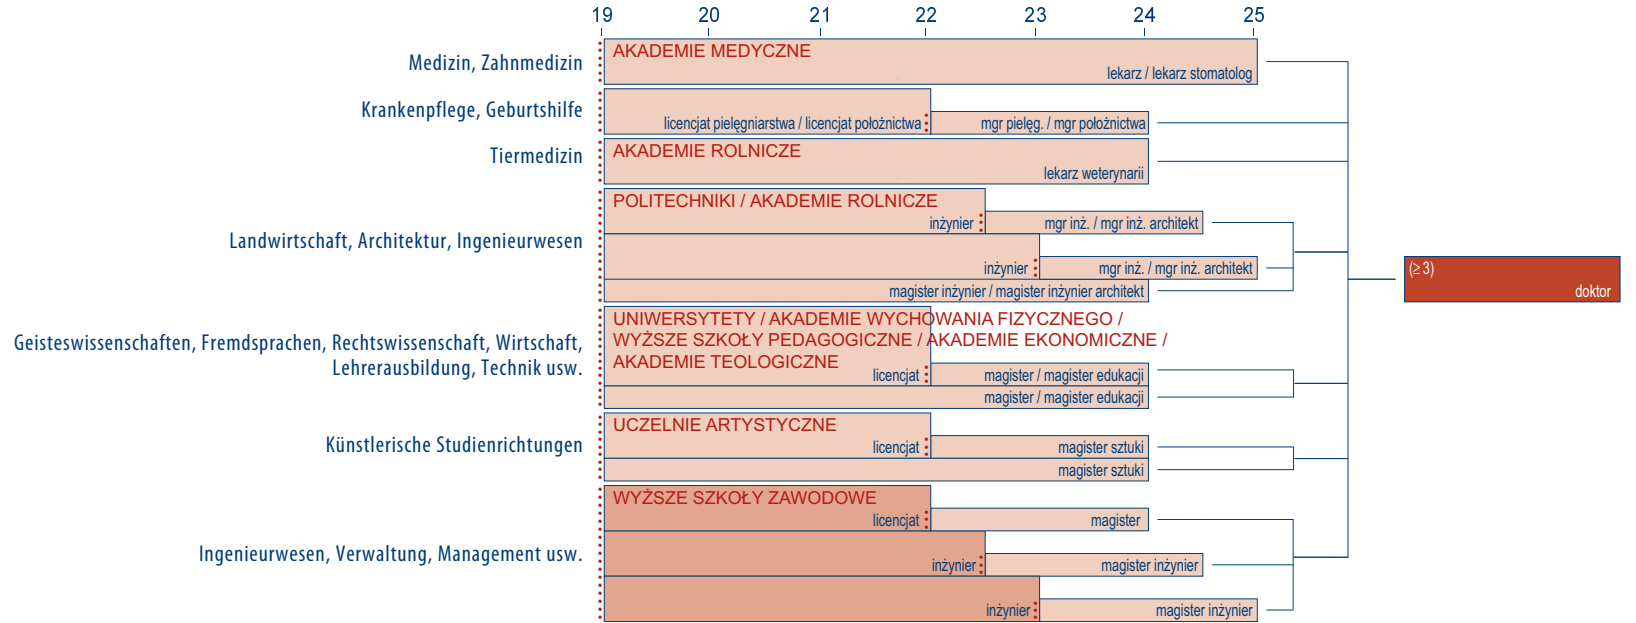 19 20 21 22 23 24 25
Medizin, Zahnmedizin
AKADEMIE MEDYCZNE
lekarz / lekarz stomatolog
Krankenpflege, Geburtshilfe
licencjat pielęgniarstwa / licencjat położnictwa
mgr pielęg. / mgr położnictwa
Tiermedizin
AKADEMIE ROLNICZE
lekarz weterynarii
Landwirtschaft, Architektur, Ingenieurwesen
POLITECHNIKI / AKADEMIE ROLNICZE
inżynier
mgr inż. / mgr inż. architekt
inżynier
mgr inż. / mgr inż. architekt
magister inżynier / magister inżynier architekt
(≥ 3)
doktor
Geisteswissenschaften, Fremdsprachen, Rechtswissenschaft, Wirtschaft,
Lehrerausbildung, Technik usw.
UNIWERSYTETY / AKADEMIE WYCHOWANIA FIZYCZNEGO /
WYŻSZE SZKOŁY PEDAGOGICZNE / AKADEMIE EKONOMICZNE /
AKADEMIE TEOLOGICZNE
licencjat
magister / magister edukacji
magister / magister edukacji
Künstlerische Studienrichtungen
UCZELNIE ARTYSTYCZNE
licencjat
magister sztuki
magister sztuki
Ingenieurwesen, Verwaltung, Management usw.
WYŻSZE SZKOŁY ZAWODOWE
licencjat
magister
inżynier
magister inżynier
inżynier
magister inżynier